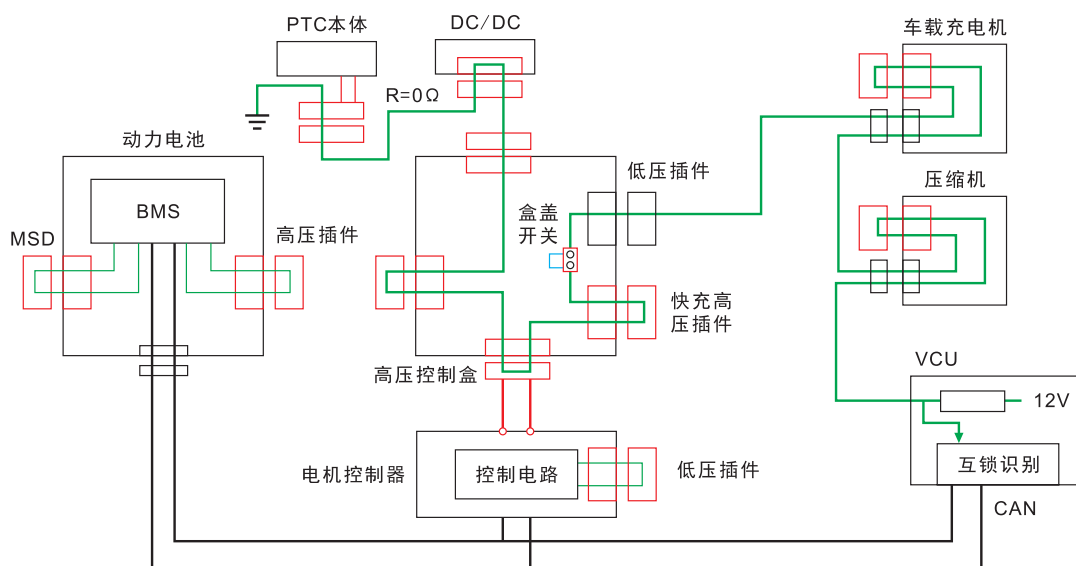 PTC本体
DC/DC
车载充电机
R=0Ω
动力电池
低压插件
压缩机
BMS
盒盖
开关
MSD
高压插件
快充高
压插件
高压控制盒
VCU
12V
电机控制器
控制电路
低压插件
互锁识别
CAN